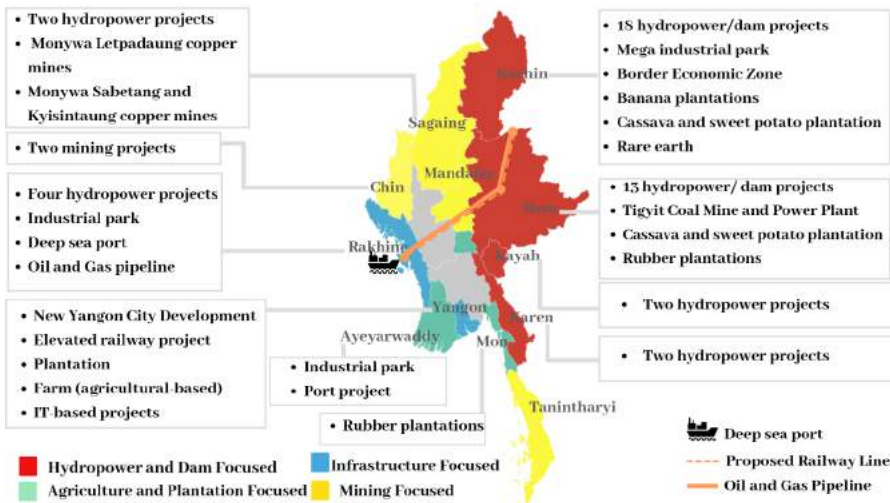 • Two hydropower projects
• Monywa Letpadaung copper
mines
• Monywa Sabetang and
Kyisintaung copper mines
• Two mining projects
• Four hydropower projects
• Industrial park
• Deep sea port
• Oil and Gas pipeline
• New Yangon City Development
• Elevated railway project
• Plantation
• Farm (agricultural-based)
• IT-based projects
• Industrial park
• Port project
• Rubber plantations
• 18 hydropower/dam projects
• Mega industrial park
• Border Economic Zone
• Banana plantations
• Cassava and sweet potato plantation
• Rare earth
• 13 hydropower/ dam projects
• Tigyit Coal Mine and Power Plant
• Cassava and sweet potato plantation
• Rubber plantations
• Two hydropower projects
• Two hydropower projects
Kachin
Sagaing
Mandalay
Chin
Shan
Rakhine
Kayah
Yangon
Karen
Ayeyarwaddy
Mon
Tanintharyi
Hydropower and Dam Focused
Infrastructure Focused
Agriculture and Plantation Focused
Mining Focused
Deep sea port
Proposed Railway Line
Oil and Gas Pipeline